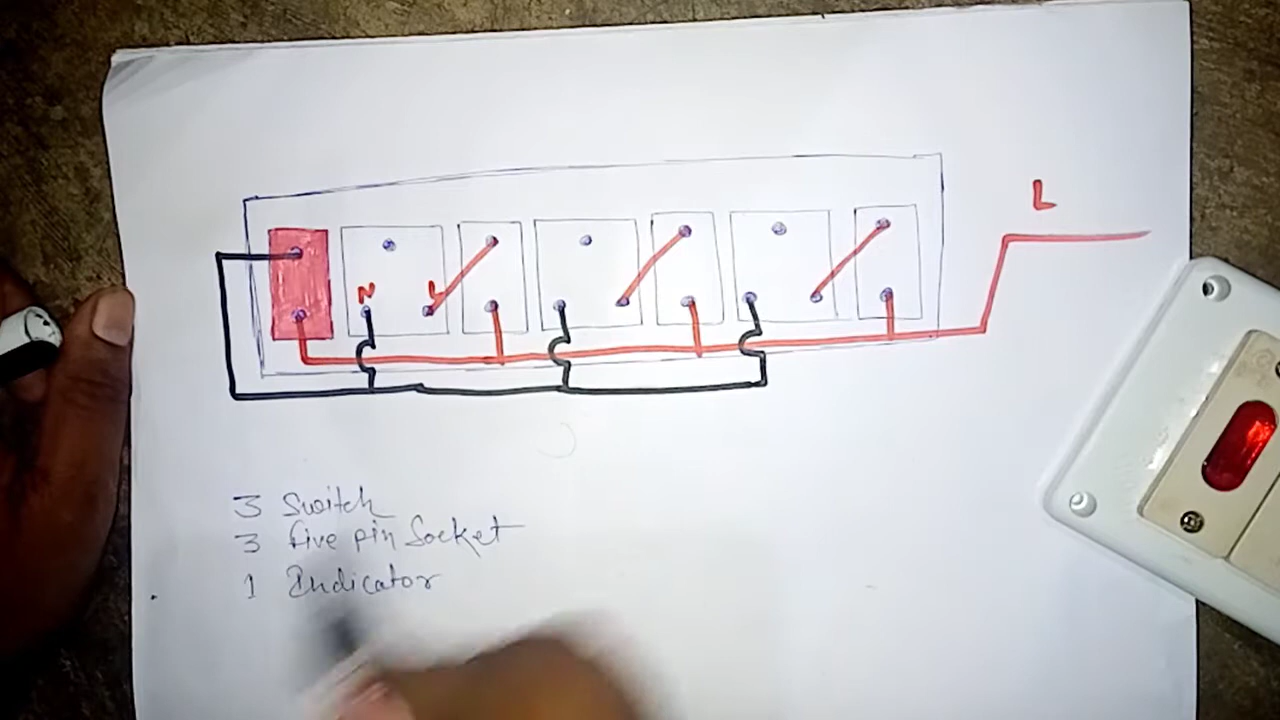 L
N L
3 Switch
3 five pin Socket
1 Indicator